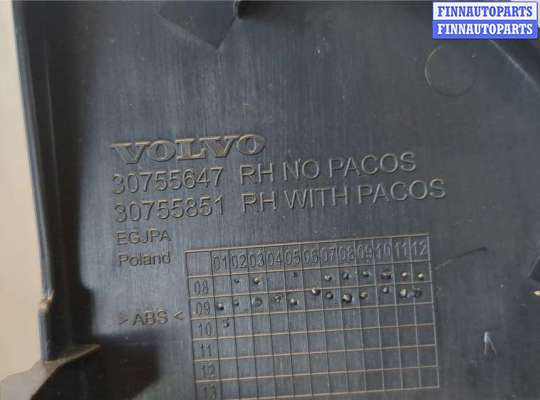 FINNAUTOPARTS
FINNAUTOPARTS
VOLVO
30755647 RH NO PACOS
30755851 RH WITH PACOS
EGJPA
Poland
01 02 03 04 05 06 07 08 09 10 11 12
08
09
> ABS < 10
11
12
13